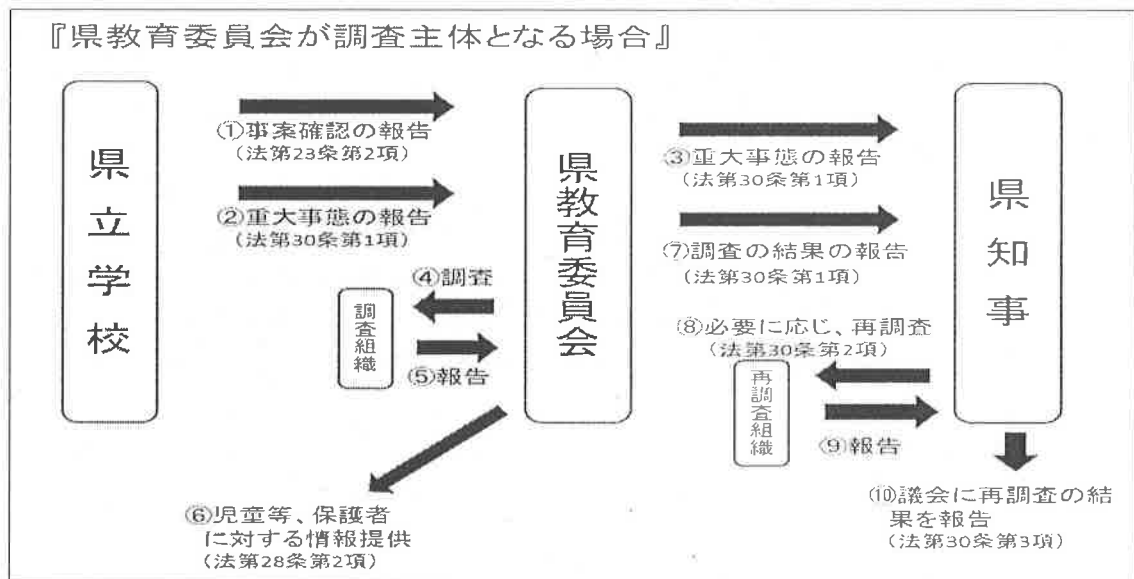 『県教育委員会が調査主体となる場合』
県立学校
①事案確認の報告
(法第23条第2項)
②重大事態の報告
(法第30条第1項)
④調査
調査組織
⑤報告
⑥児童等、保護者
に対する情報提供
(法第28条第2項)
県教育委員会
③重大事態の報告
(法第30条第1項)
⑦調査の結果の報告
(法第30条第1項)
⑧必要に応じ、再調査
(法第30条第2項)
再調査組織
⑨報告
県知事
⑩議会に再調査の結
果を報告
(法第30条第3項)